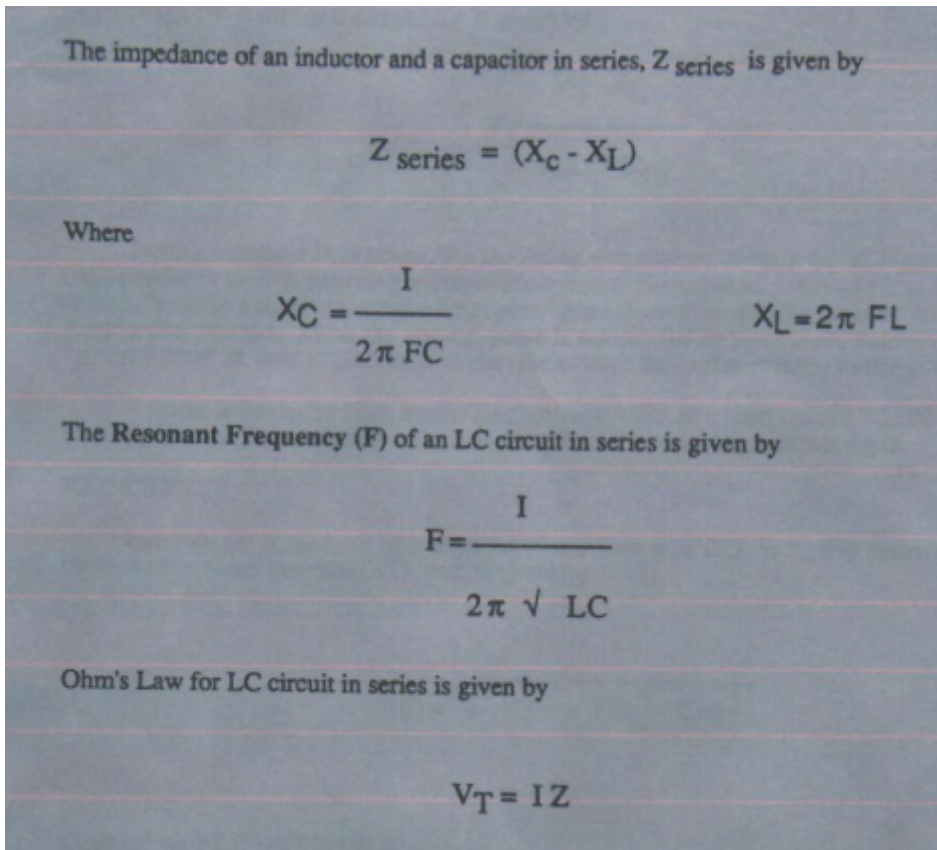 The impedance of an inductor and a capacitor in series, Z series is given by
Z series = (Xc - XL)
Where
I
XC = 
2 π FC
XL=2π FL
The Resonant Frequency (F) of an LC circuit in series is given by
I
F=
2 π √ LC
Ohm's Law for LC circuit in series is given by
VT = I Z